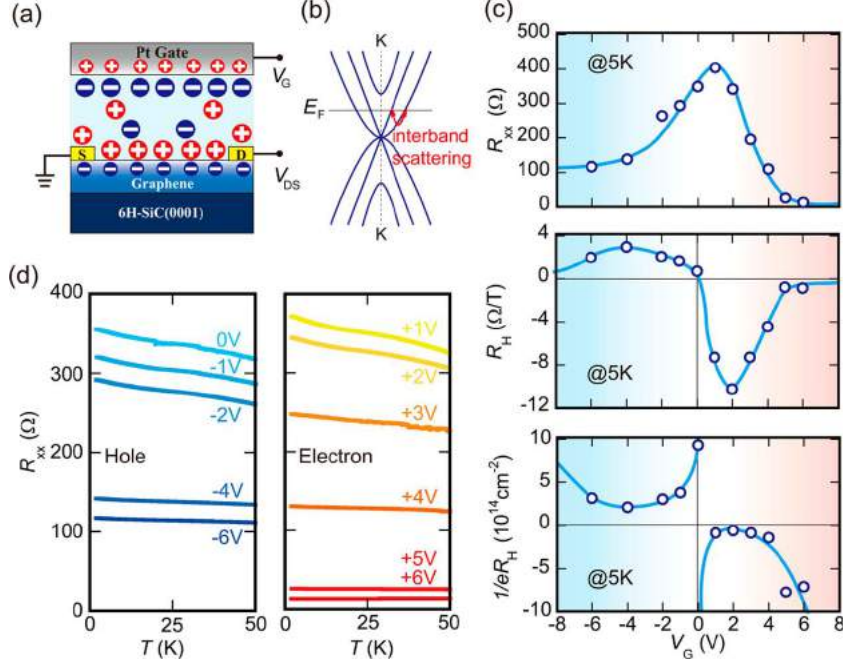 (a)
Pt Gate
V_G
S
D
V_DS
Graphene
6H-SiC(0001)
(b)
K
E_F
interband
scattering
K
(c)
500
400
300
200
100
0
R_xx (Ω)
@5K
4
0
-4
-8
-12
R_H (Ω/T)
@5K
10
5
0
-5
-10
1/eR_H (10^14cm^-2)
@5K
-8 -6 -4 -2 0 2 4 6 8
V_G (V)
(d)
400
300
200
100
0
R_xx (Ω)
0V
-1V
-2V
Hole
-4V
-6V
0 25 50
T (K)
+1V
+2V
+3V
Electron
+4V
+5V
+6V
0 25 50
T (K)